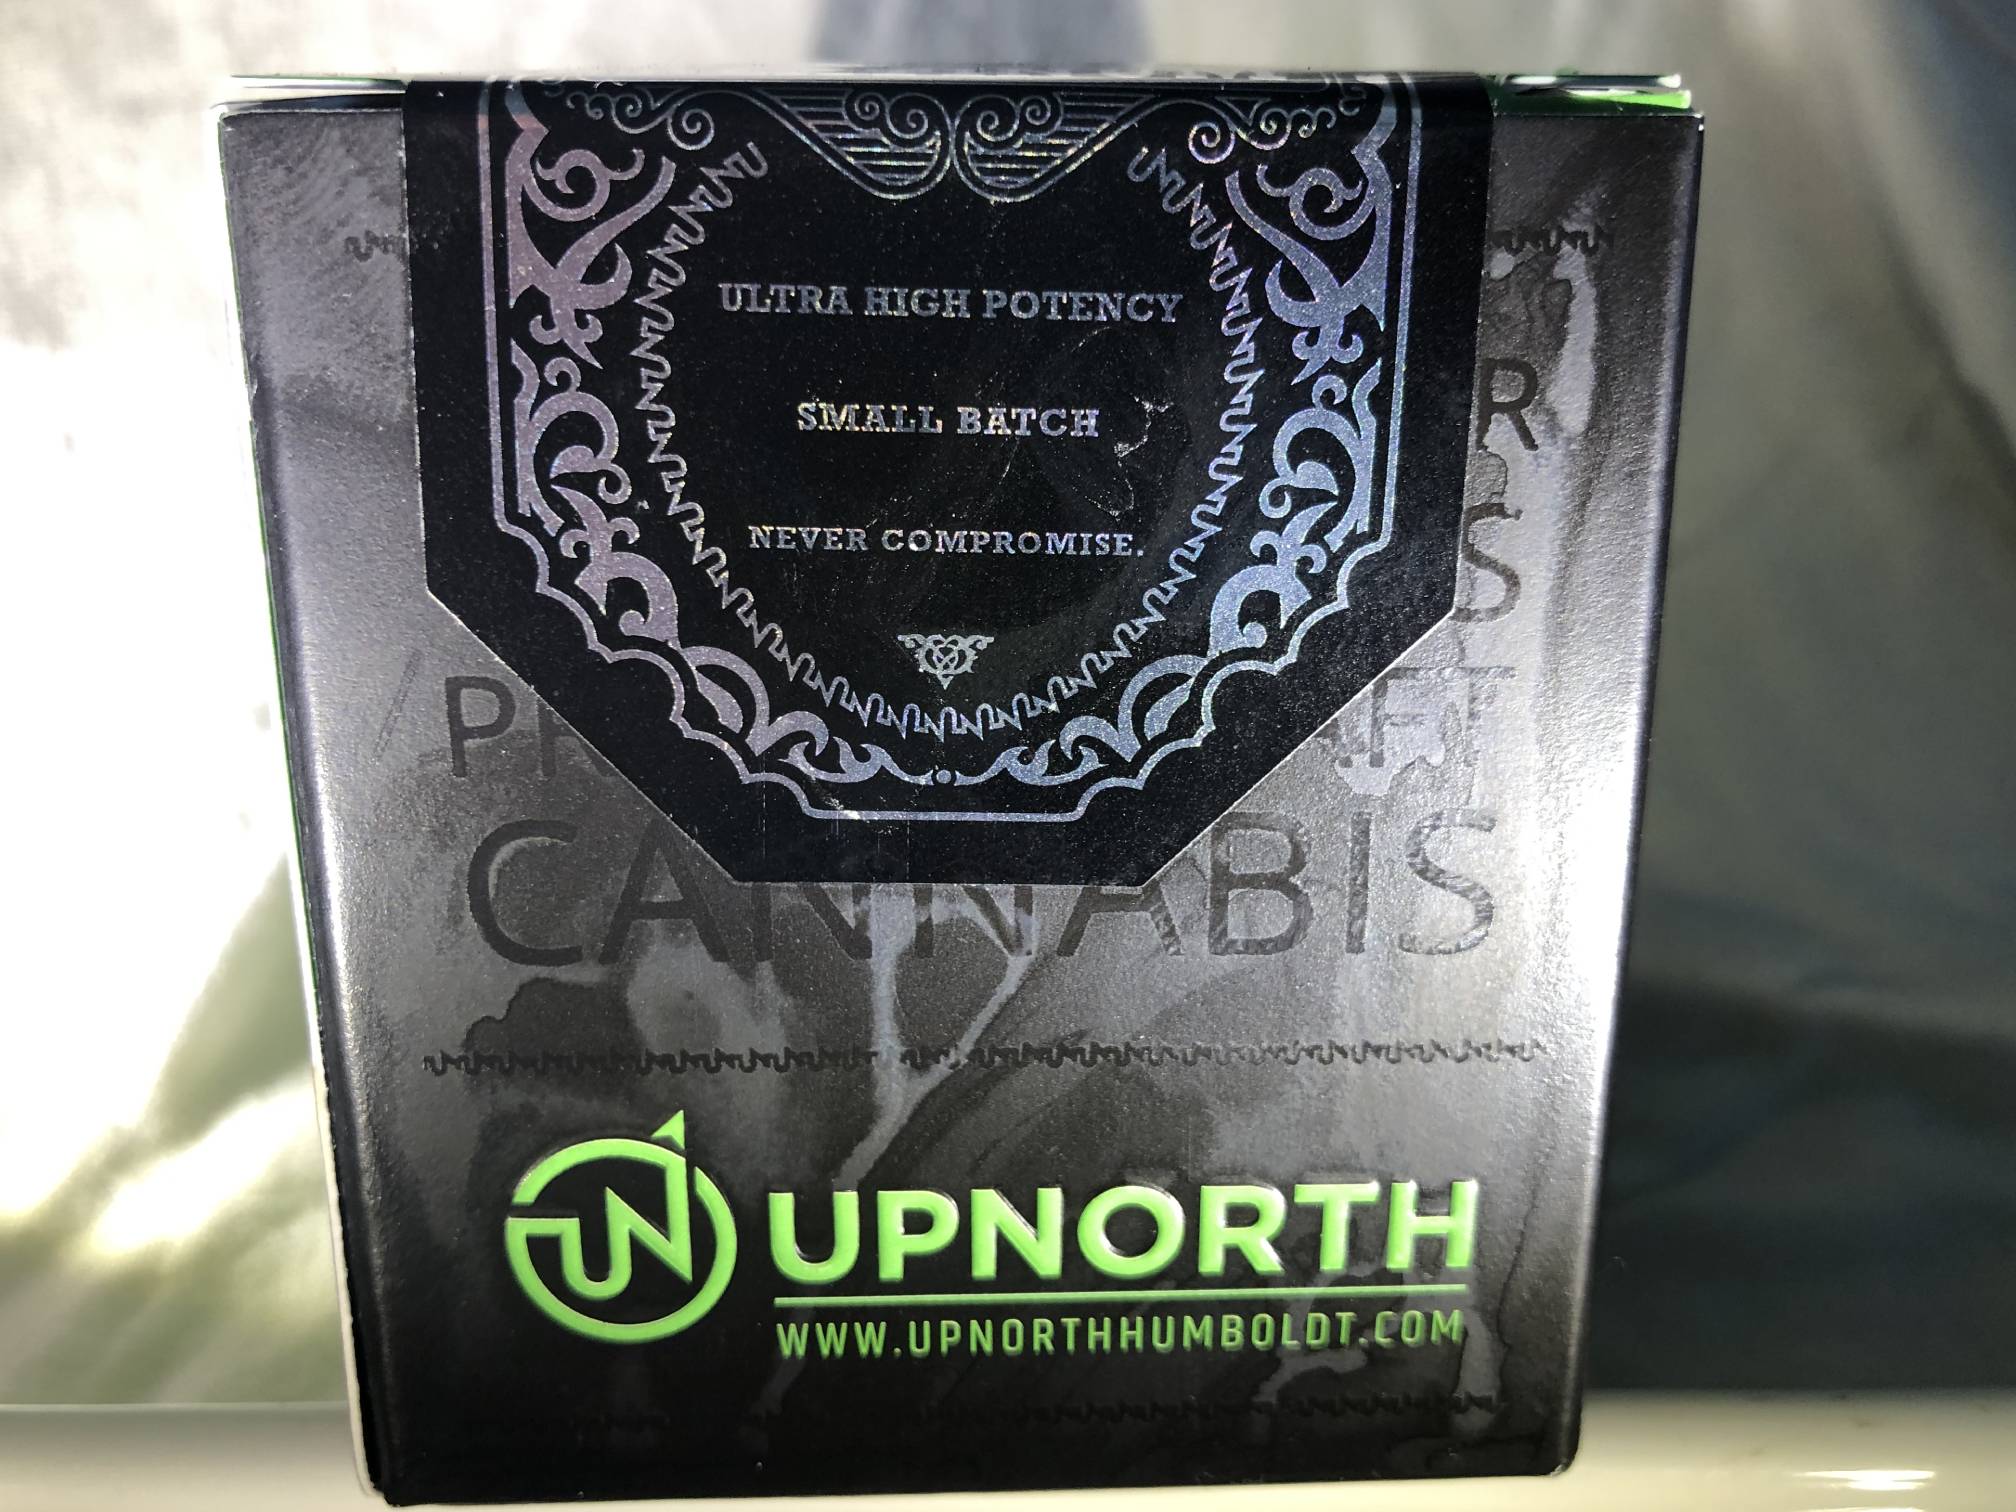 ULTRA HIGH POTENCY
SMALL BATCH
NEVER COMPROMISE.
CANNABIS
UPNORTH
WWW.UPNORTHHUMBOLDT.COM